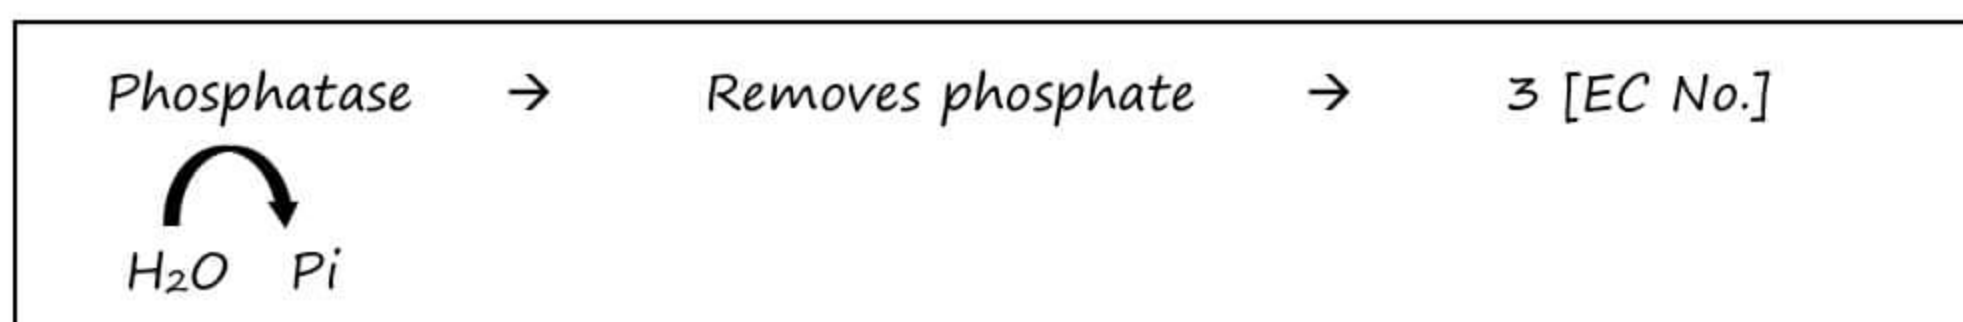 Phosphatase → Removes phosphate → 3 [EC No.]
H₂O Pi